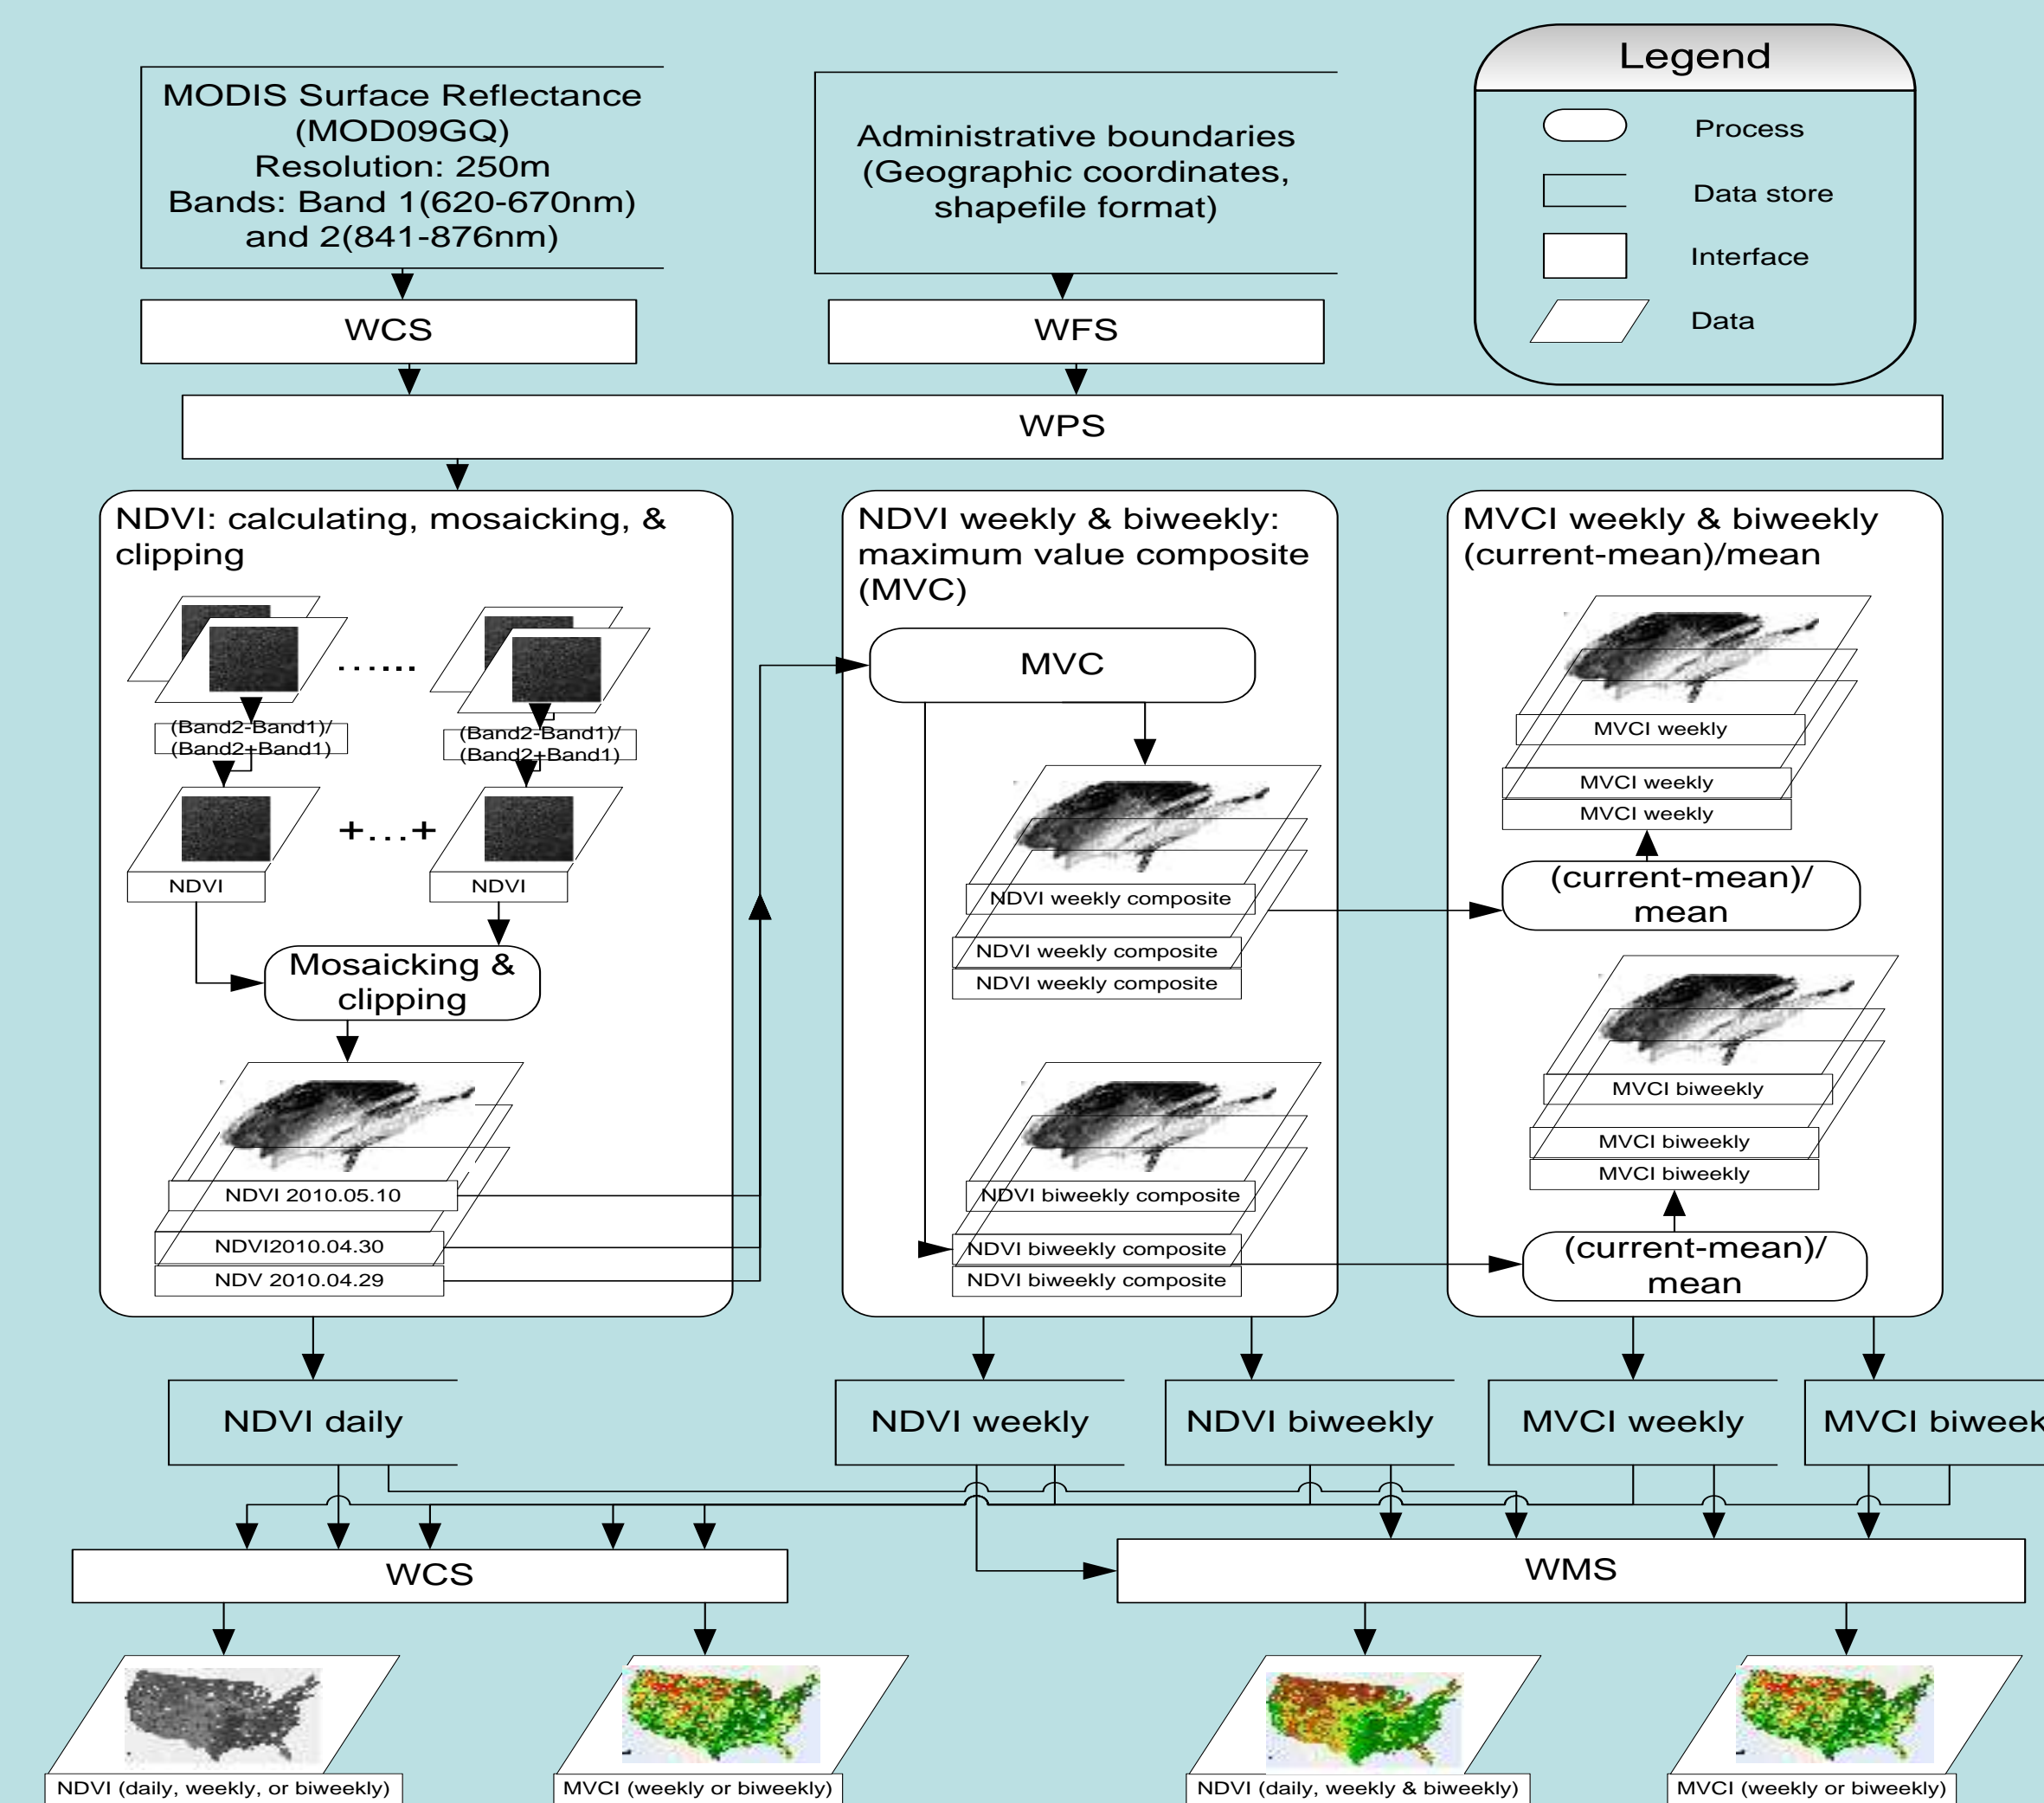 MODIS Surface Reflectance
(MOD09GQ)
Resolution: 250m
Bands: Band 1(620-670nm)
and 2(841-876nm)
Administrative boundaries
(Geographic coordinates,
shapefile format)
Legend
Process
Data store
Interface
Data
WCS
WFS
WPS
NDVI: calculating, mosaicking, &
clipping
......
(Band2-Band1)/
(Band2+Band1)
(Band2-Band1)/
(Band2+Band1)
+...+
NDVI
NDVI
Mosaicking &
clipping
NDVI 2010.05.10
NDVI2010.04.30
NDV 2010.04.29
NDVI weekly & biweekly:
maximum value composite
(MVC)
MVC
NDVI weekly composite
NDVI weekly composite
NDVI weekly composite
NDVI biweekly composite
NDVI biweekly composite
NDVI biweekly composite
MVCI weekly & biweekly
(current-mean)/mean
MVCI weekly
MVCI weekly
MVCI weekly
(current-mean)/
mean
MVCI biweekly
MVCI biweekly
MVCI biweekly
(current-mean)/
mean
NDVI daily
NDVI weekly
NDVI biweekly
MVCI weekly
MVCI biweek
WCS
WMS
NDVI (daily, weekly, or biweekly)
MVCI (weekly or biweekly)
NDVI (daily, weekly & biweekly)
MVCI (weekly or biweekly)